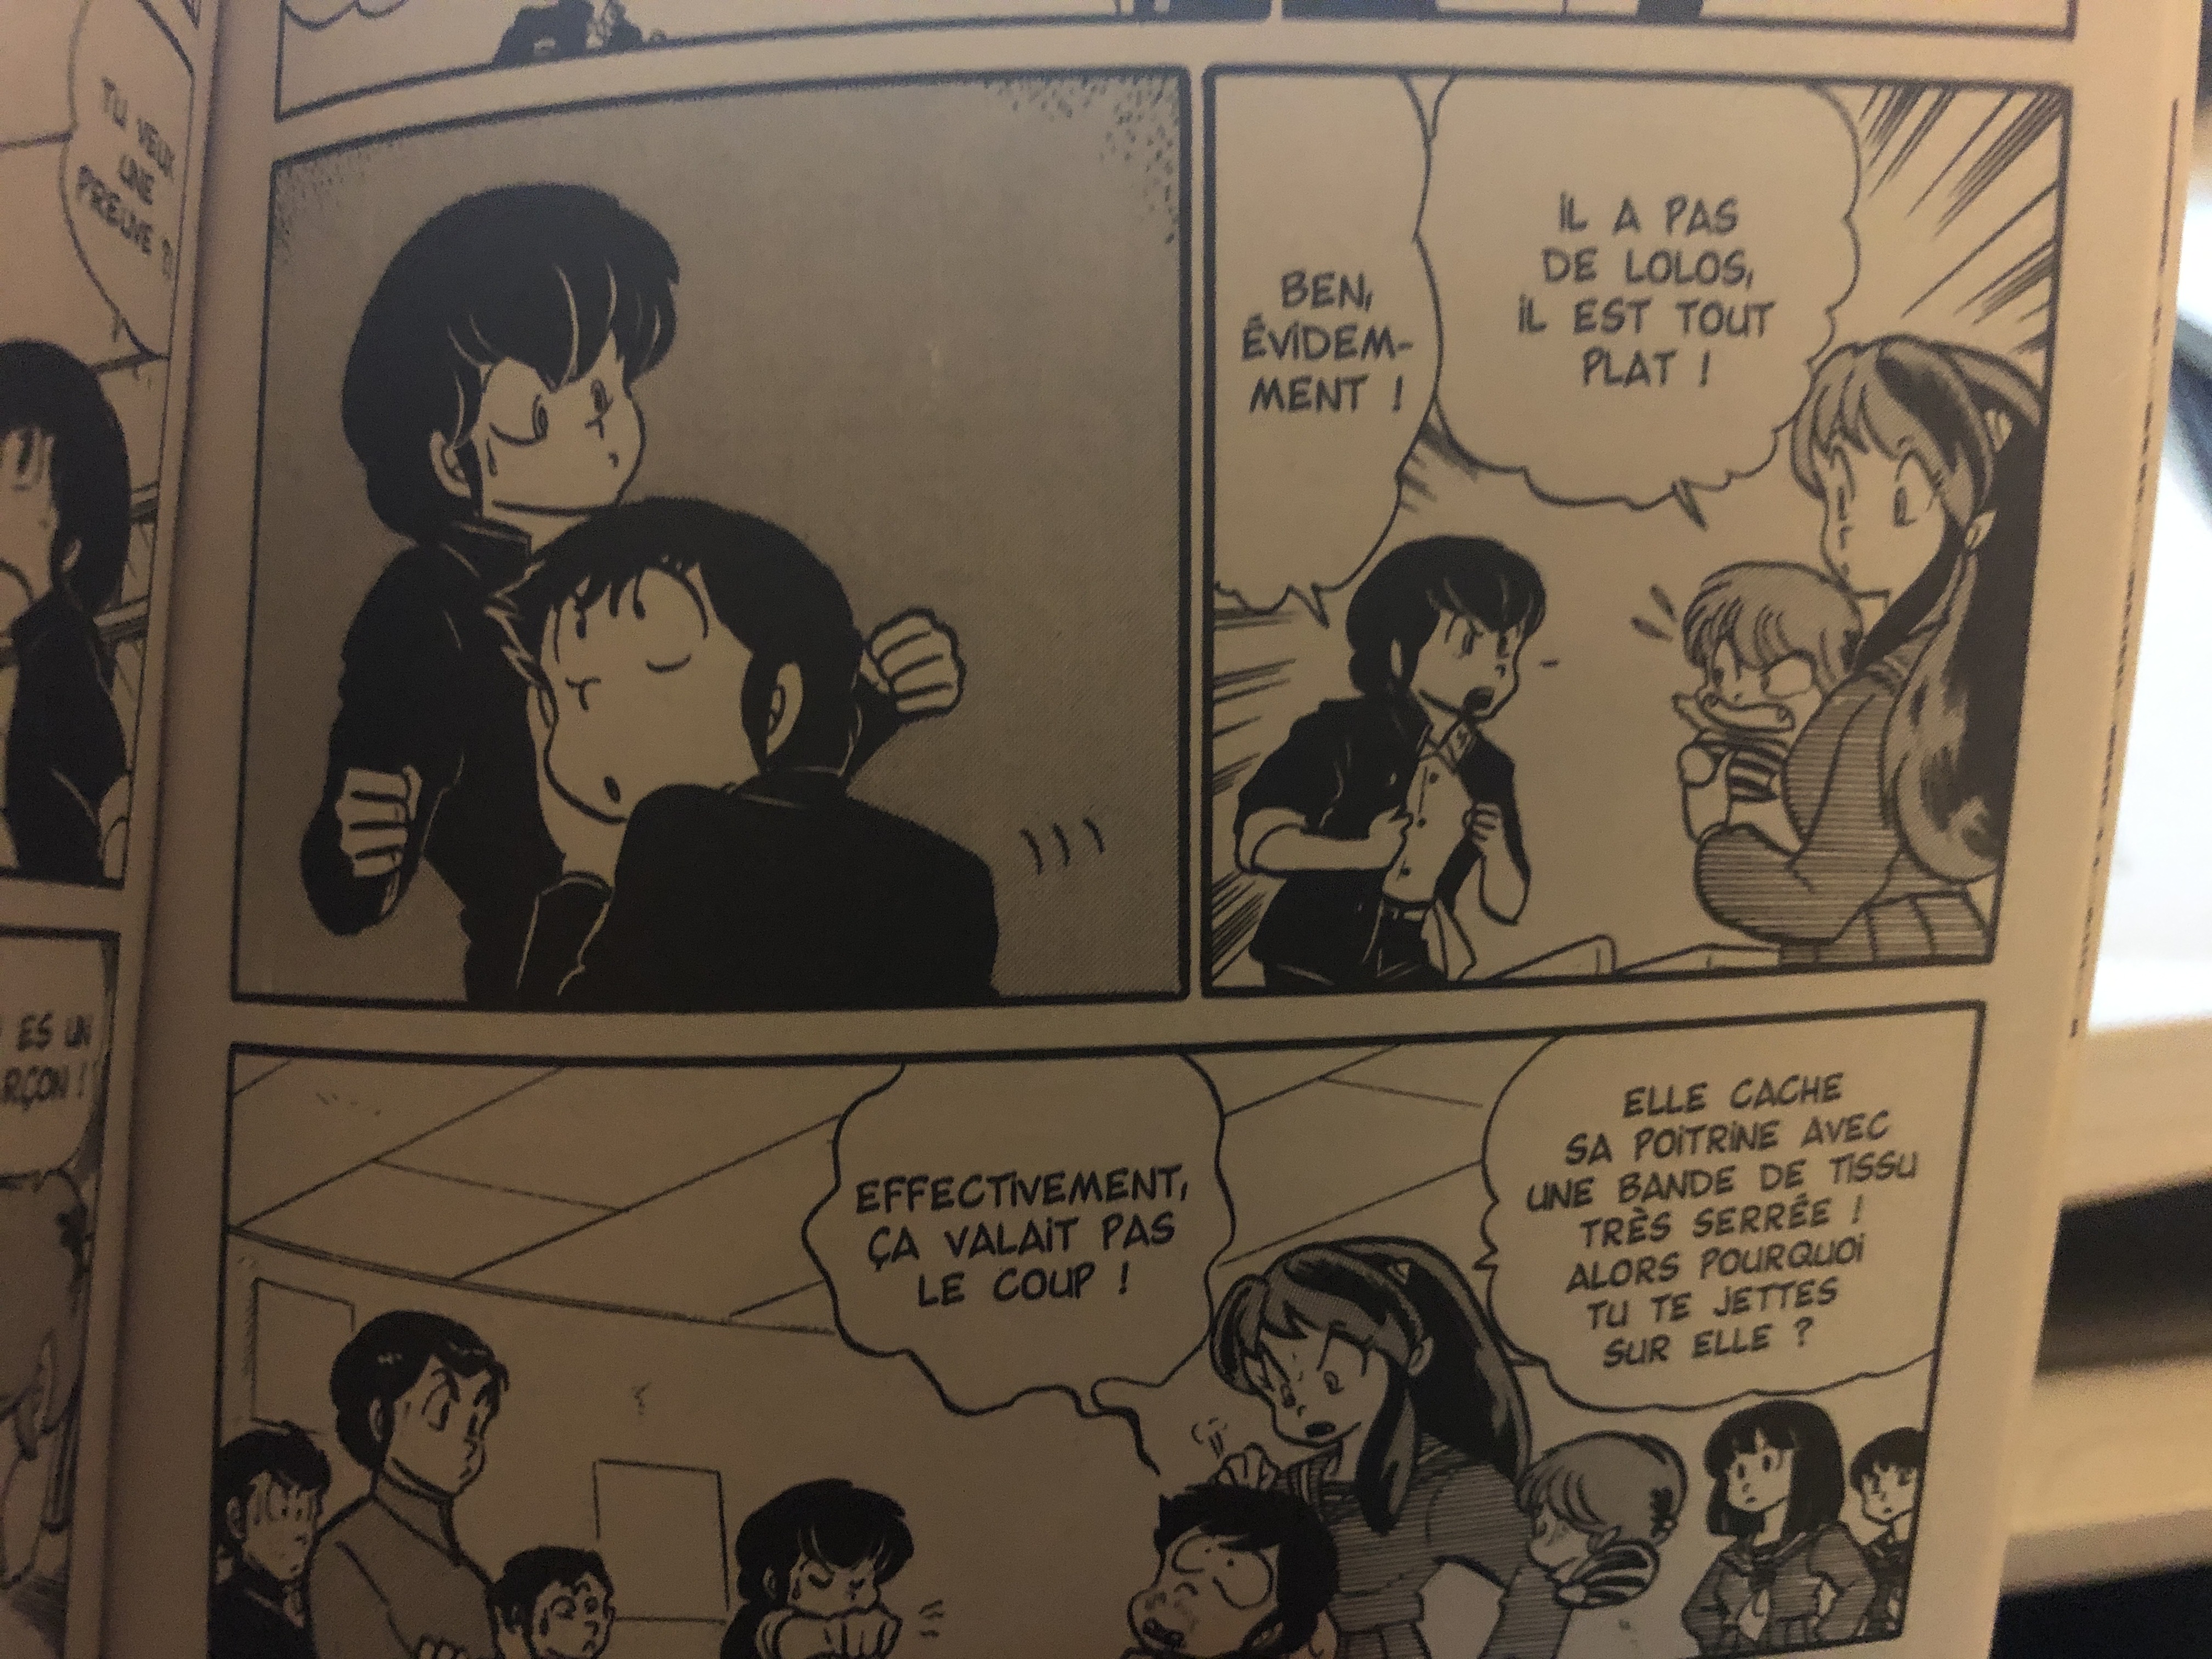 IL A PAS
DE LOLOS,
IL EST TOUT
PLAT !
BEN,
ÉVIDEM-
MENT !
ELLE CACHE
SA POITRINE AVEC
UNE BANDE DE TISSU
TRÈS SERRÉE !
ALORS POURQUOI
TU TE JETTES
SUR ELLE ?
EFFECTIVEMENT,
ÇA VALAIT PAS
LE COUP !
TU VEUX
UNE
PREUVE ?!
ES UN